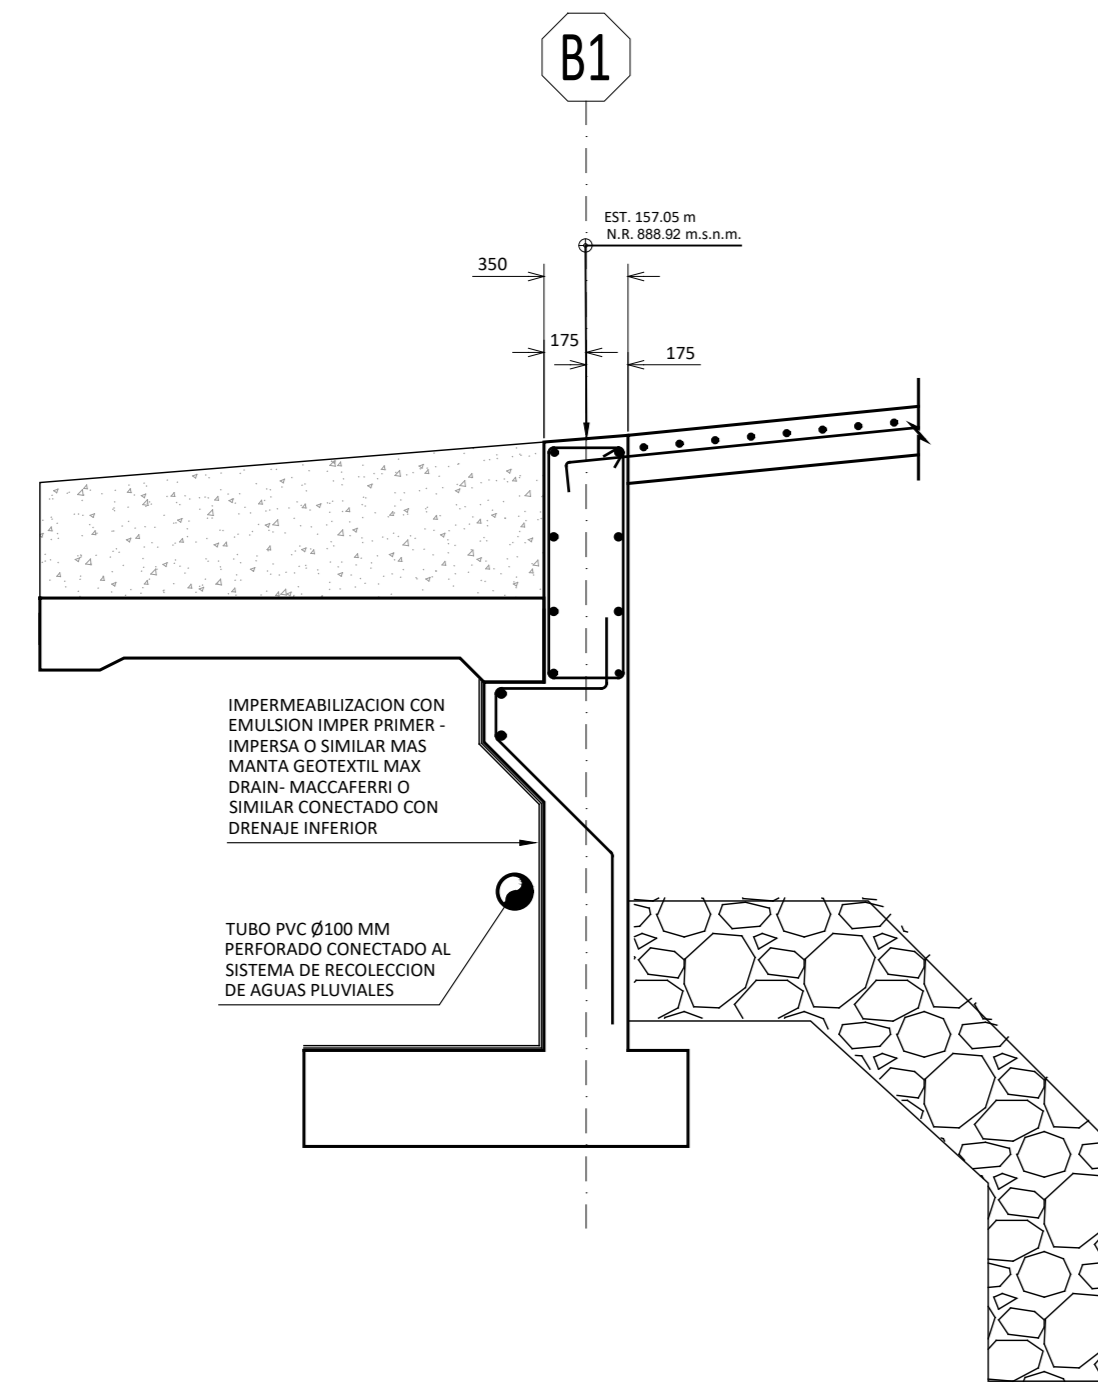 B1
EST. 157.05 m
N.R. 888.92 m.s.n.m.
350
175
175
IMPERMEABILIZACION CON
EMULSION IMPER PRIMER -
IMPERSA O SIMILAR MAS
MANTA GEOTEXTIL MAX
DRAIN- MACCAFERRI O
SIMILAR CONECTADO CON
DRENAJE INFERIOR
TUBO PVC Ø100 MM
PERFORADO CONECTADO AL
SISTEMA DE RECOLECCION
DE AGUAS PLUVIALES